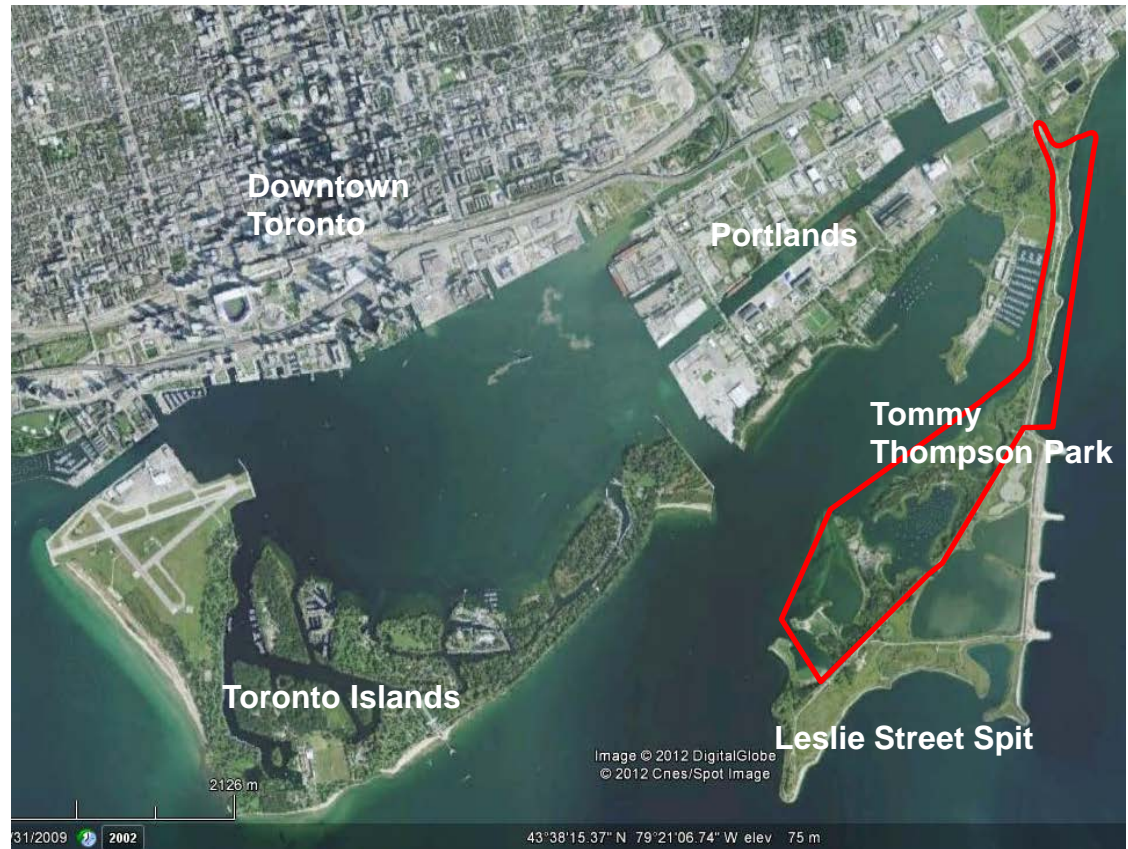 Downtown
Toronto
Portlands
Tommy
Thompson Park
Toronto Islands
Leslie Street Spit
Image © 2012 DigitalGlobe
© 2012 Cnes/Spot Image
2126 m
/31/2009 2002 43°38'15.37" N 79°21'06.74" W elev 75 m